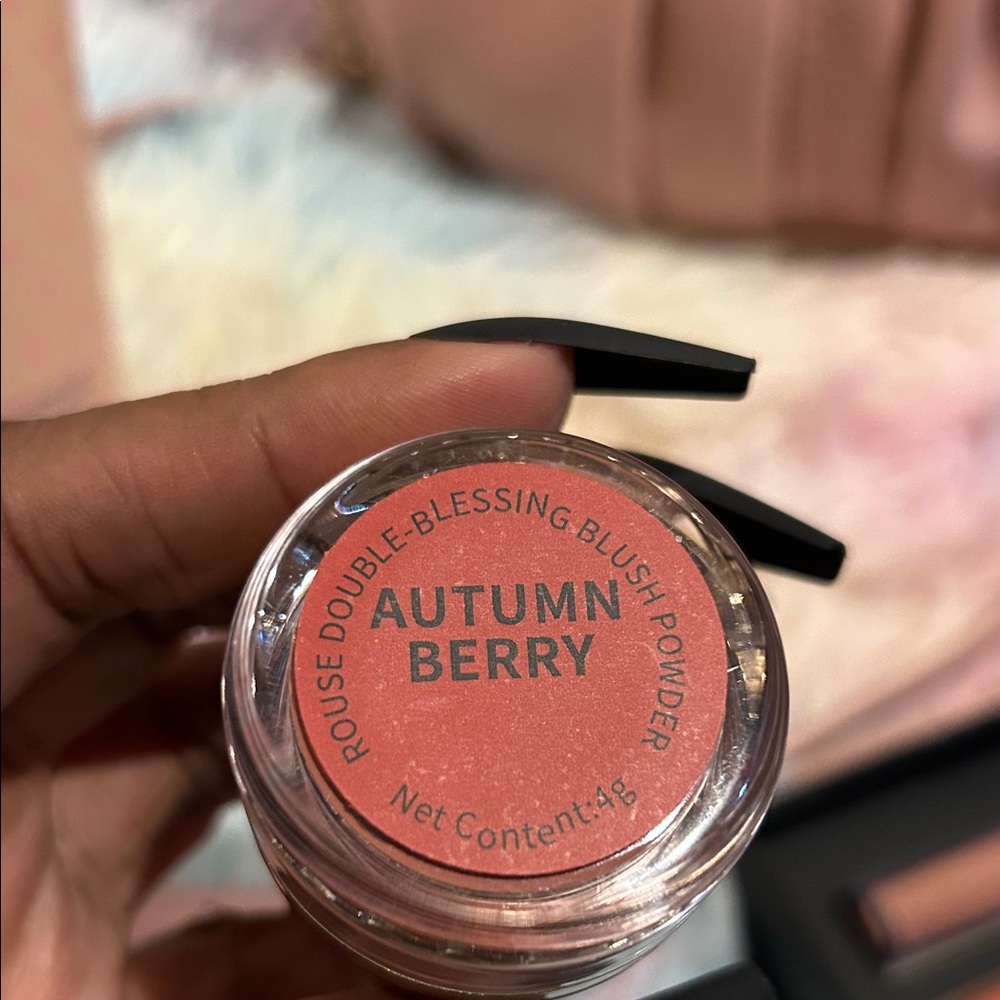 ROUSE DOUBLE-BLESSING BLUSH POWDER
AUTUMN
BERRY
Net Content:4g